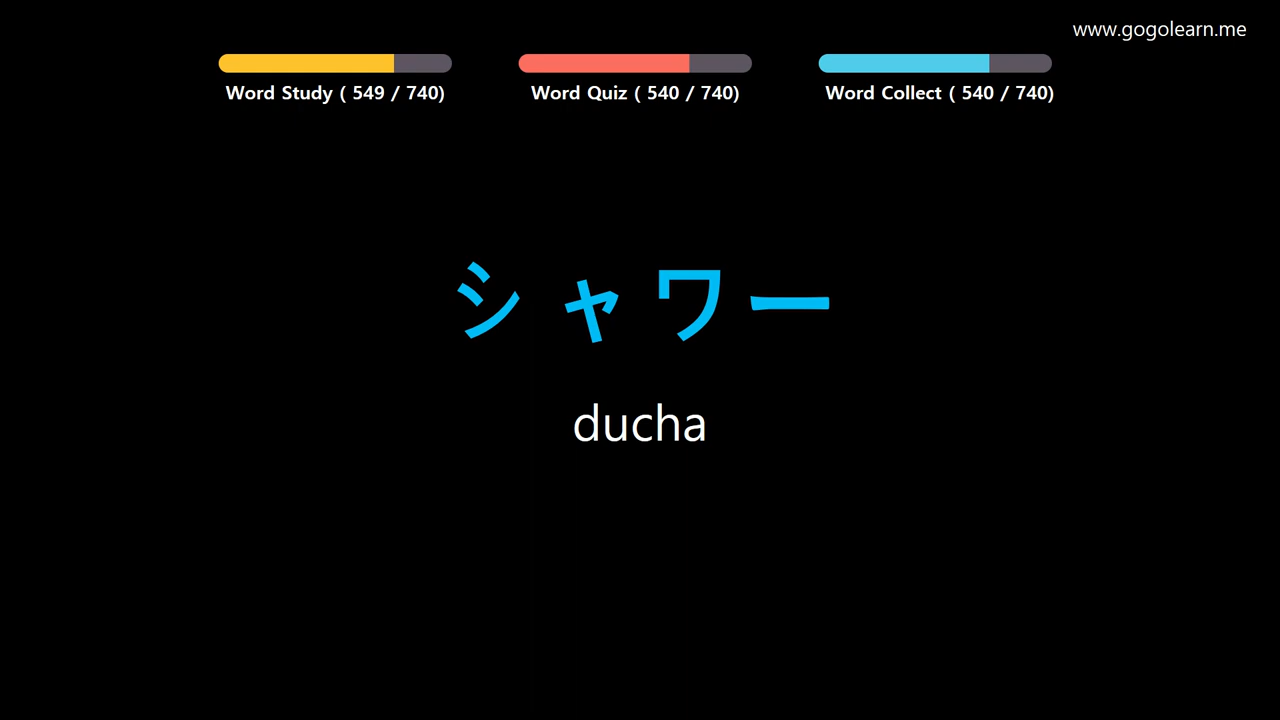 www.gogolearn.me
Word Study ( 549 / 740) Word Quiz ( 540 / 740) Word Collect ( 540 / 740)
シャワー
ducha